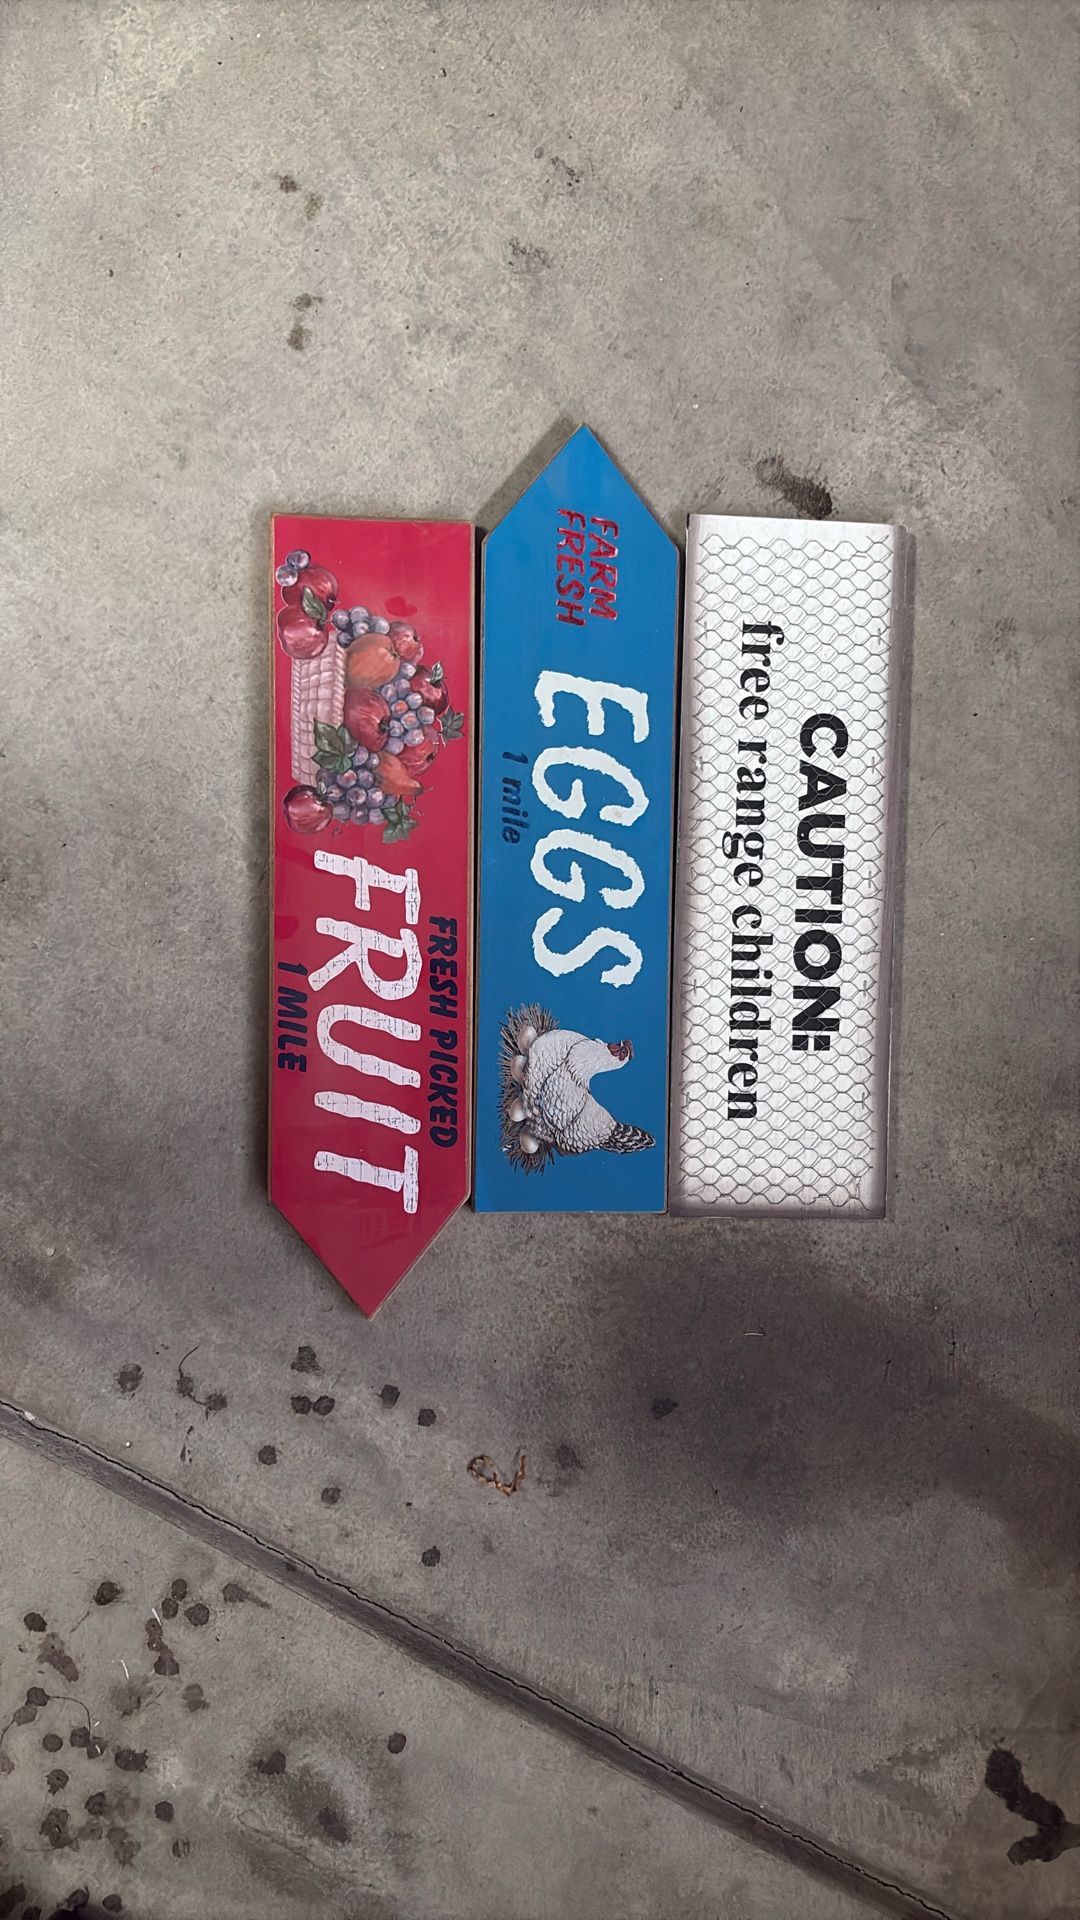 CAUTION:
free range children
FARM
FRESH
EGGS
1 mile
FRESH PICKED
FRUIT
1 MILE